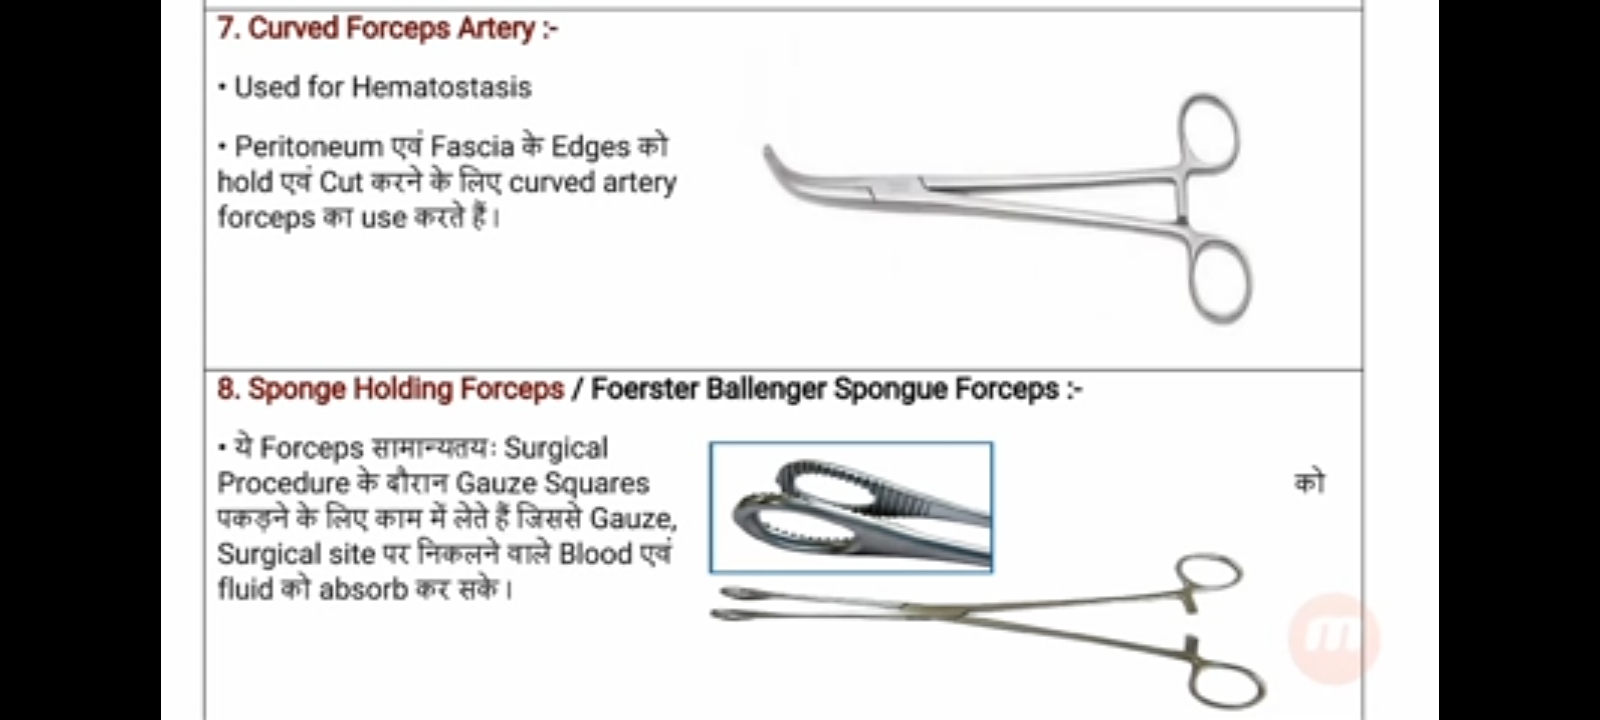 7. Curved Forceps Artery :-
• Used for Hematostasis
• Peritoneum एवं Fascia के Edges को
hold एवं Cut करने के लिए curved artery
forceps का use करते हैं।
8. Sponge Holding Forceps / Foerster Ballenger Spongue Forceps :-
• ये Forceps सामान्यतयः Surgical
Procedure के दौरान Gauze Squares को
पकड़ने के लिए काम में लेते हैं जिससे Gauze,
Surgical site पर निकलने वाले Blood एवं
fluid को absorb कर सके।